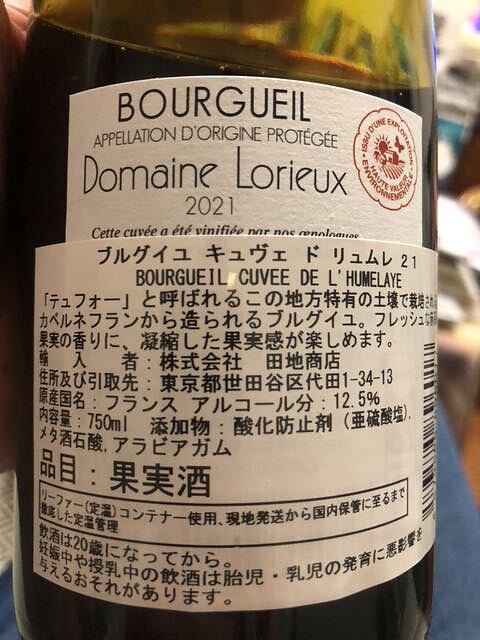 BOURGUEIL
APPELLATION D'ORIGINE PROTÉGÉE
Domaine Lorieux
2021
ISSU D'UNE EXPLOITATION
HAUTE VALEUR
ENVIRONNEMENTALE
Cette cuvée a été vinifiée par nos œnologues
ブルグイユ キュヴェ ド リュムレ 21
BOURGUEIL CUVEE DE L'HUMELAYE
「テュフォー」と呼ばれるこの地方特有の土壌で栽培され
カベルネフランから造られるブルグイユ。フレッシュな
果実の香りに、凝縮した果実感が楽しめます。
輸入者:株式会社 田地商店
住所及び引取先:東京都世田谷区代田1-34-13
原産国名:フランス アルコール分:12.5%
内容量:750ml 添加物:酸化防止剤(亜硫酸塩),
メタ酒石酸,アラビアガム
品目:果実酒
リーファー(定温)コンテナー使用、現地発送から国内保管に至るまで
徹底した定温管理
飲酒は20歳になってから。
妊娠中や授乳中の飲酒は胎児・乳児の発育に悪影響を
与えるおそれがあります。